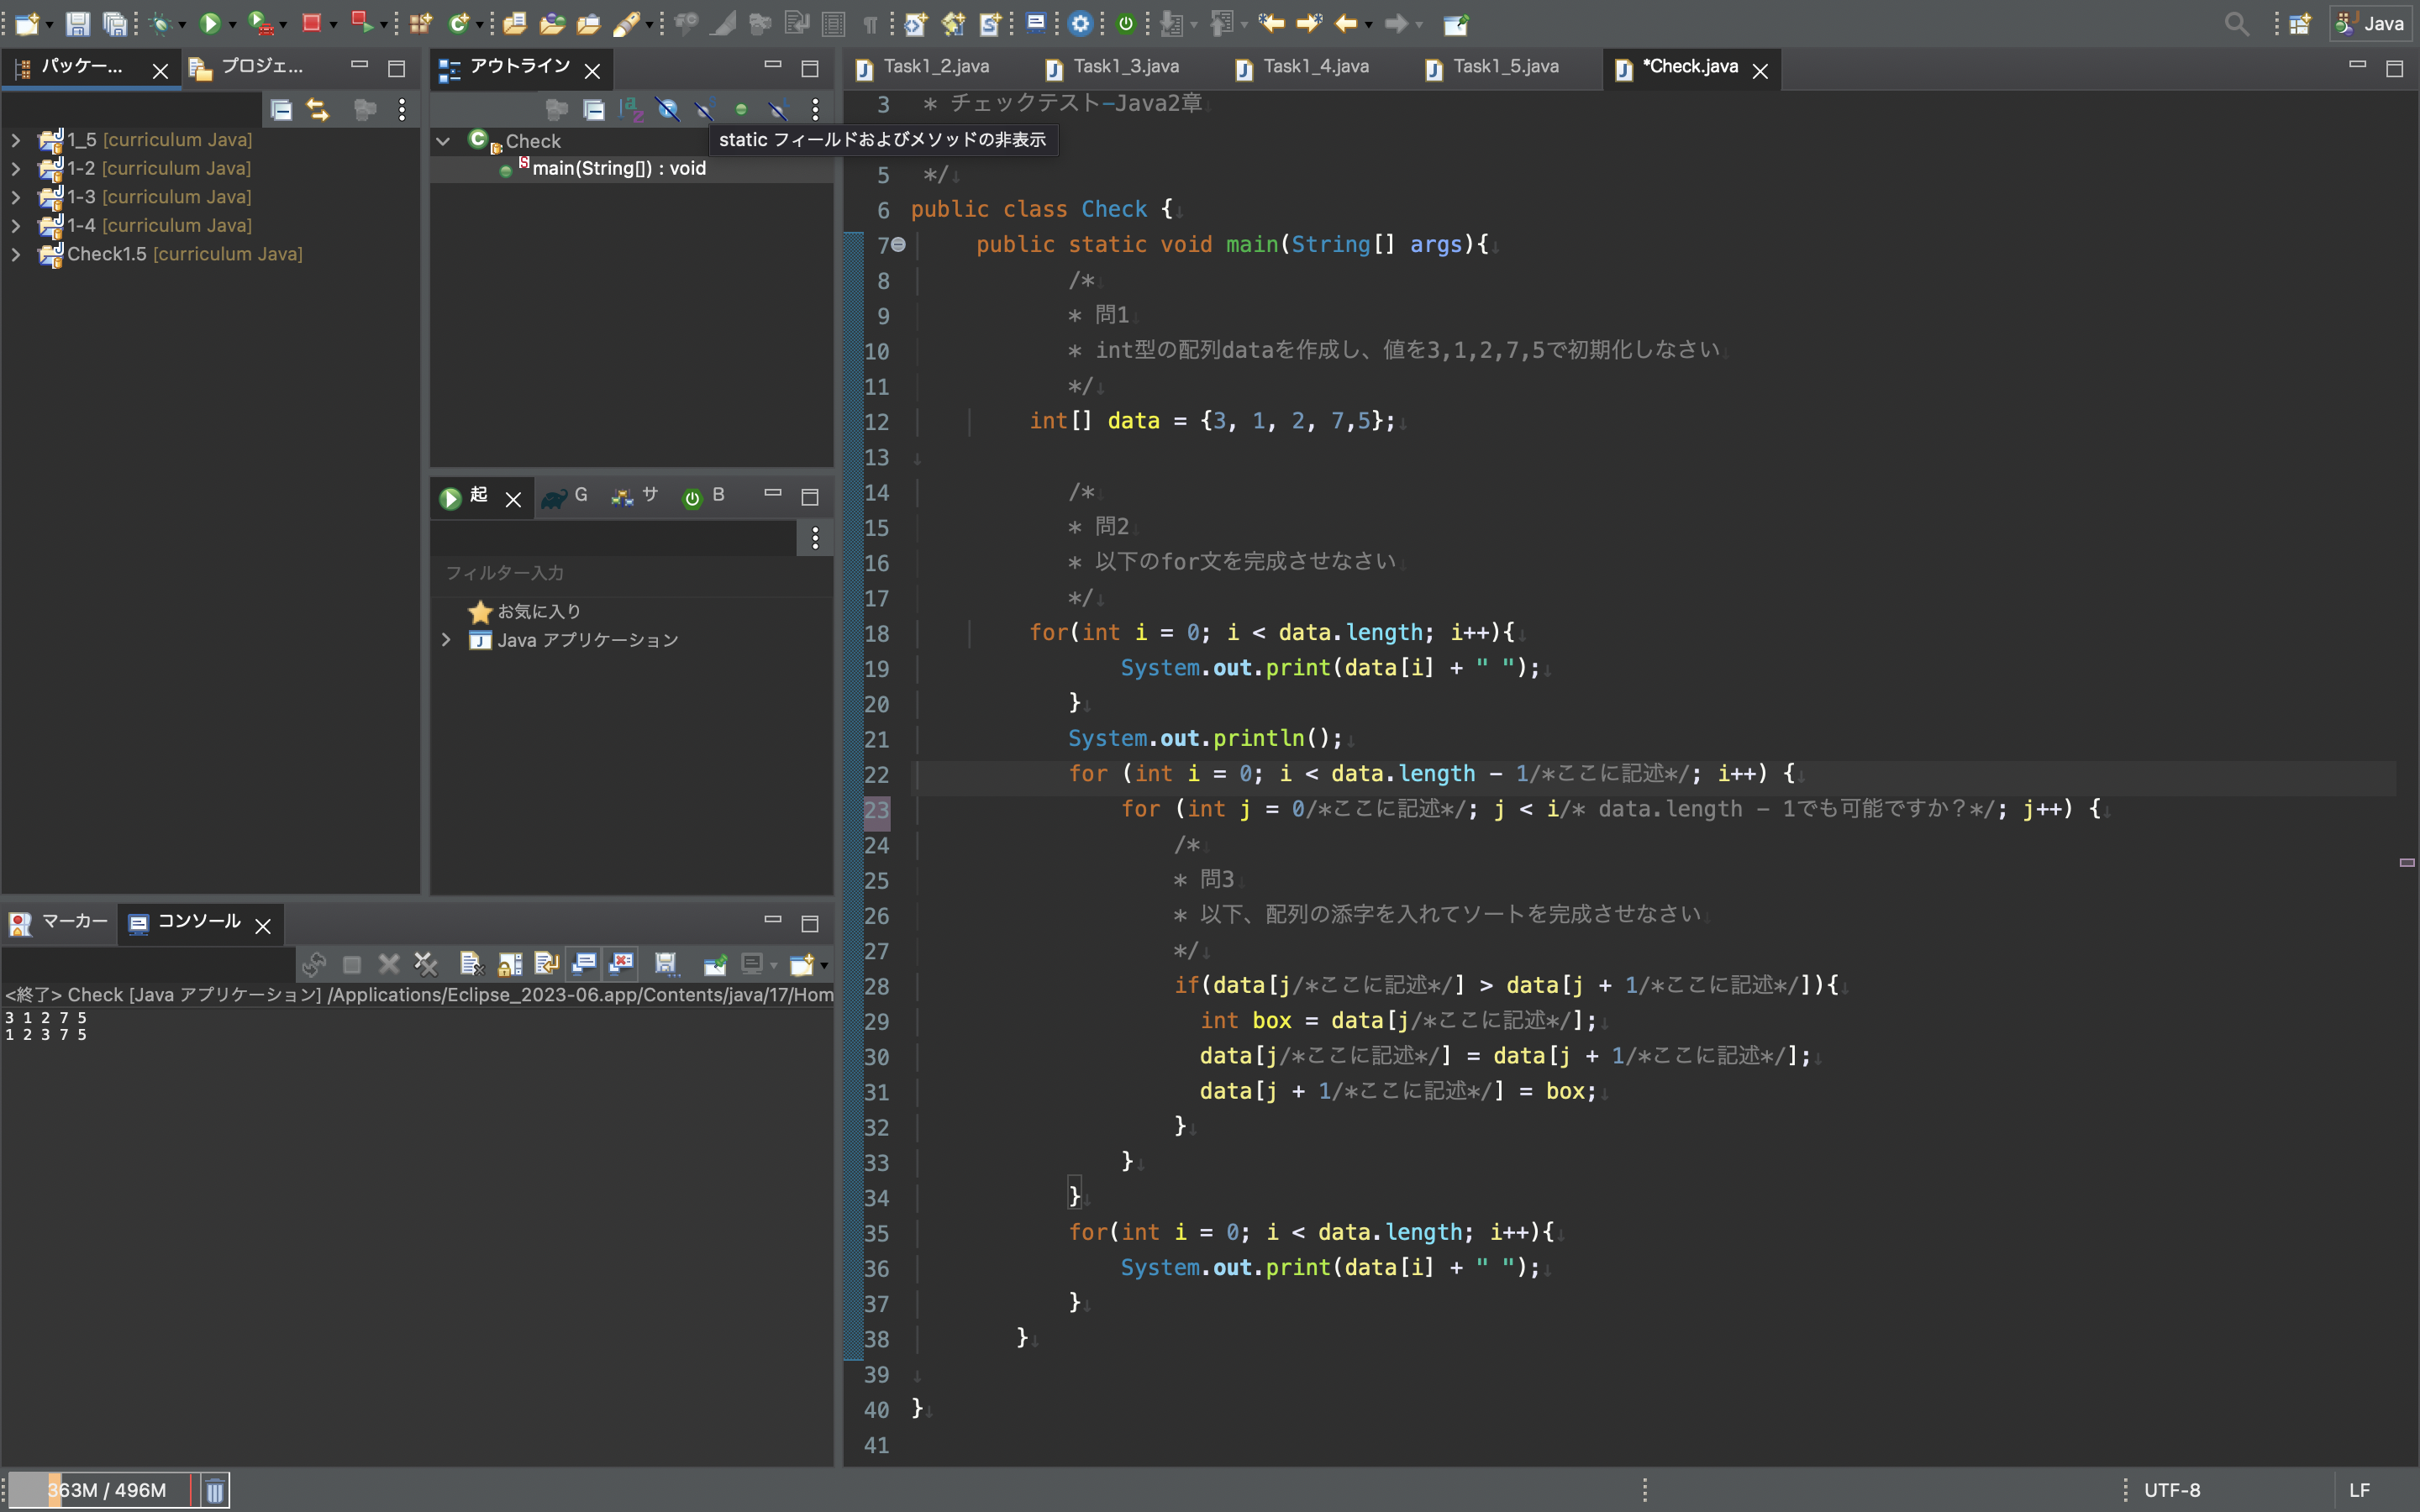 Java
パッケー...
プロジェ...
1_5 [curriculum Java]
1-2 [curriculum Java]
1-3 [curriculum Java]
1-4 [curriculum Java]
Check1.5 [curriculum Java]
アウトライン
static フィールドおよびメソッドの非表示
Check
main(String[]) : void
起
G
サ
B
フィルター入力
お気に入り
Java アプリケーション
マーカー
コンソール
<終了> Check [Java アプリケーション] /Applications/Eclipse_2023-06.app/Contents/java/17/Hom
3 1 2 7 5
1 2 3 7 5
Task1_2.java
Task1_3.java
Task1_4.java
Task1_5.java
*Check.java
3 * チェックテスト-Java2章
5 */
6 public class Check {
7 public static void main(String[] args){
8 /*
9 * 問1
10 * int型の配列dataを作成し、値を3,1,2,7,5で初期化しなさい
11 */
12 int[] data = {3, 1, 2, 7,5};
13
14 /*
15 * 問2
16 * 以下のfor文を完成させなさい
17 */
18 for(int i = 0; i < data.length; i++){
19 System.out.print(data[i] + " ");
20 }
21 System.out.println();
22 for (int i = 0; i < data.length - 1/*ここに記述*/; i++) {
23 for (int j = 0/*ここに記述*/; j < i/* data.length - 1でも可能ですか？*/; j++) {
24 /*
25 * 問3
26 * 以下、配列の添字を入れてソートを完成させなさい
27 */
28 if(data[j/*ここに記述*/] > data[j + 1/*ここに記述*/]){
29 int box = data[j/*ここに記述*/];
30 data[j/*ここに記述*/] = data[j + 1/*ここに記述*/];
31 data[j + 1/*ここに記述*/] = box;
32 }
33 }
34 }
35 for(int i = 0; i < data.length; i++){
36 System.out.print(data[i] + " ");
37 }
38 }
39
40 }
41
363M / 496M
UTF-8
LF